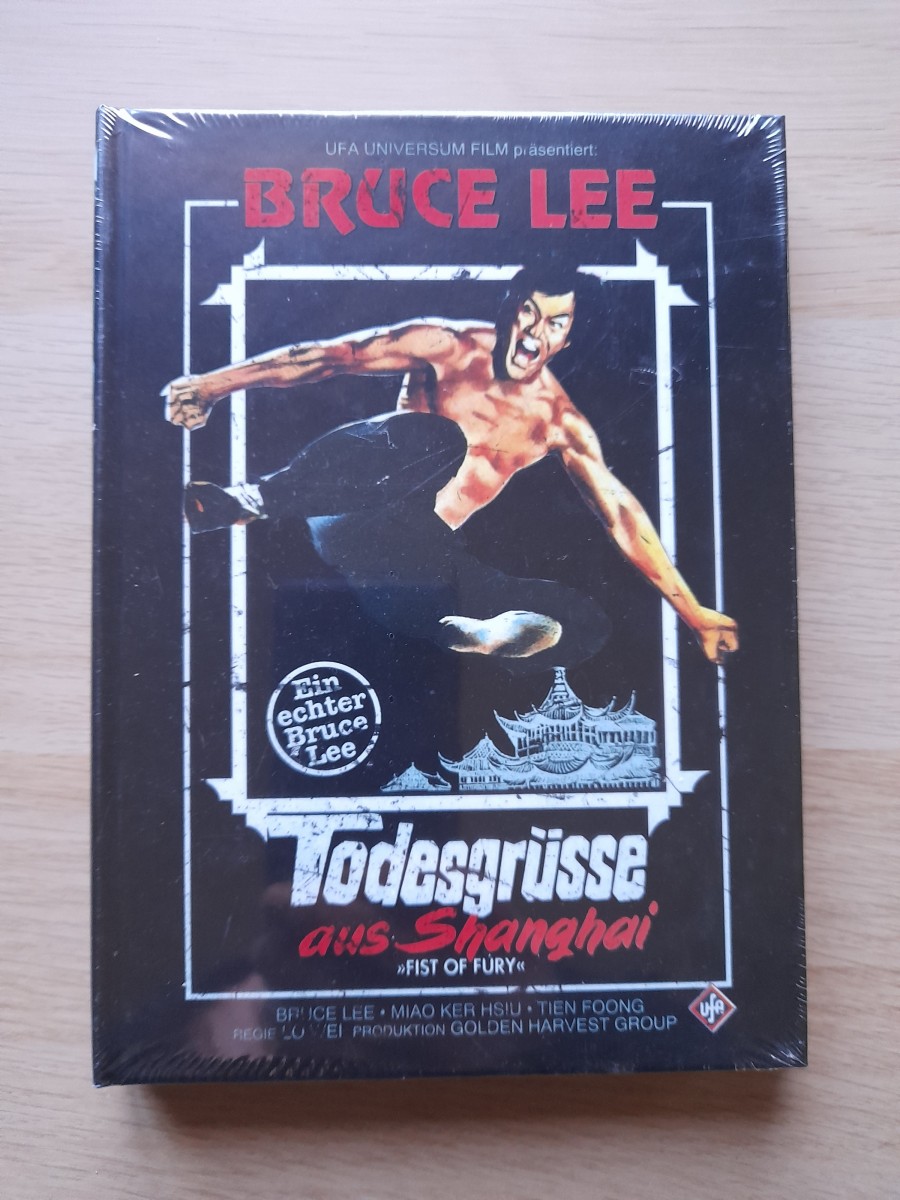 UFA UNIVERSUM FILM präsentiert:
BRUCE LEE
Ein
echter
Bruce
Lee
Todesgrüsse
aus Shanghai
»FIST OF FURY«
BRUCE LEE • MIAO KER HSIU • TIEN FOONG
REGIE LO WEI PRODUKTION GOLDEN HARVEST GROUP
ufa